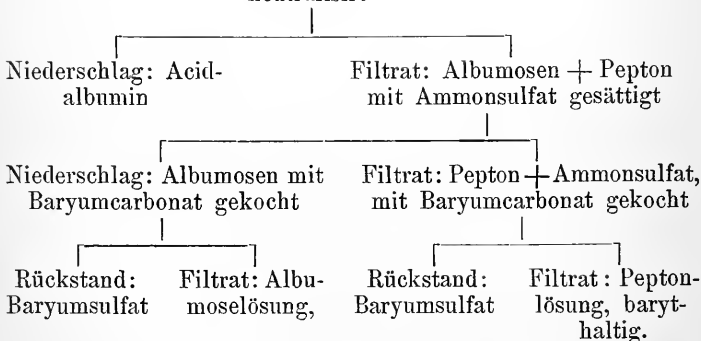 Niederschlag: Acid-
albumin
Filtrat: Albumosen + Pepton
mit Ammonsulfat gesättigt
Niederschlag: Albumosen mit
Baryumcarbonat gekocht
Filtrat: Pepton + Ammonsulfat,
mit Baryumcarbonat gekocht
Rückstand:
Baryumsulfat
Filtrat: Albu-
moselösung,
Rückstand:
Baryumsulfat
Filtrat: Pepton-
lösung, baryt-
haltig.